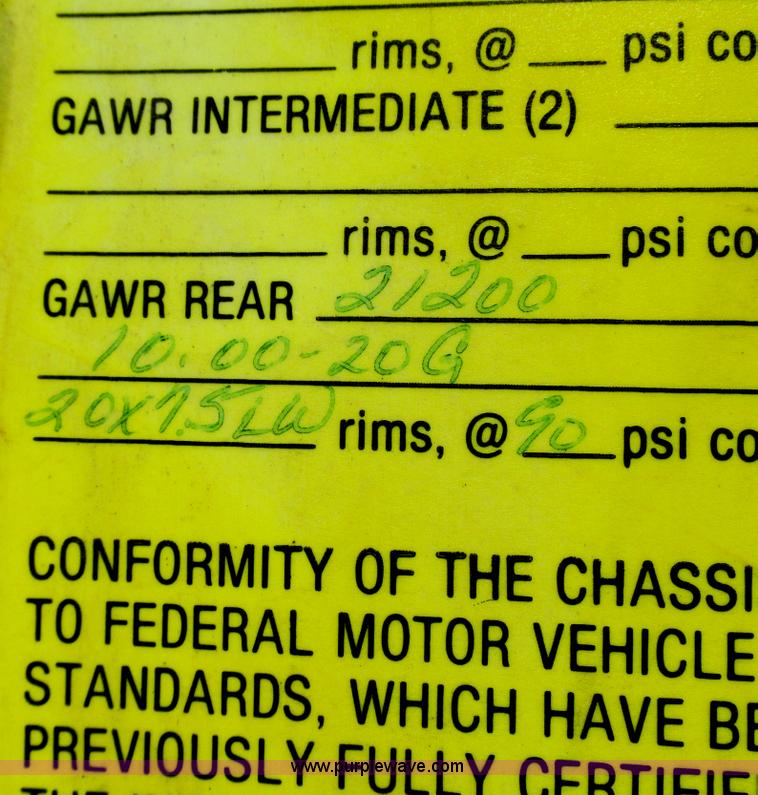 rims, @ psi co
GAWR INTERMEDIATE (2)
rims, @ psi co
GAWR REAR 21200
10.00-20G
20X7.5LW rims, @ 90 psi co
CONFORMITY OF THE CHASSI
TO FEDERAL MOTOR VEHICLE
STANDARDS, WHICH HAVE BE
PREVIOUSLY FULLY CERTIFIE
www.purplewave.com